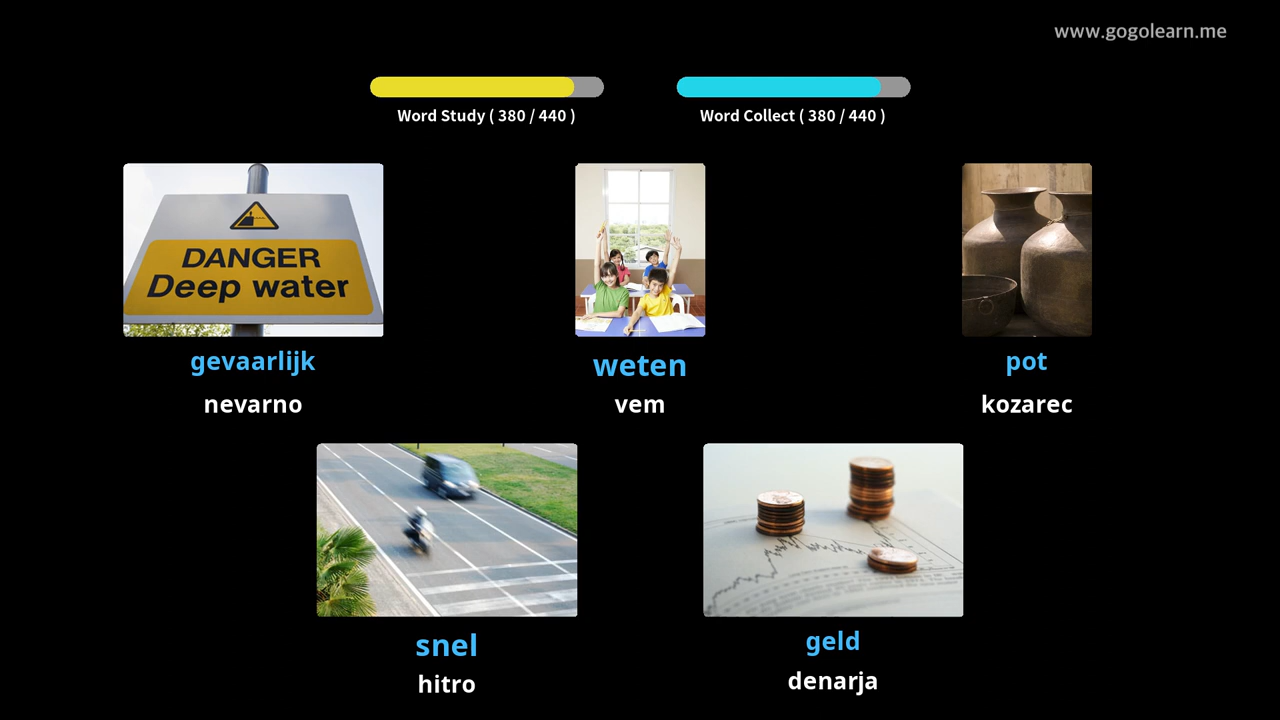 www.gogolearn.me
Word Study ( 380 / 440 )
Word Collect ( 380 / 440 )
DANGER
Deep water
gevaarlijk
nevarno
weten
vem
pot
kozarec
snel
hitro
geld
denarja